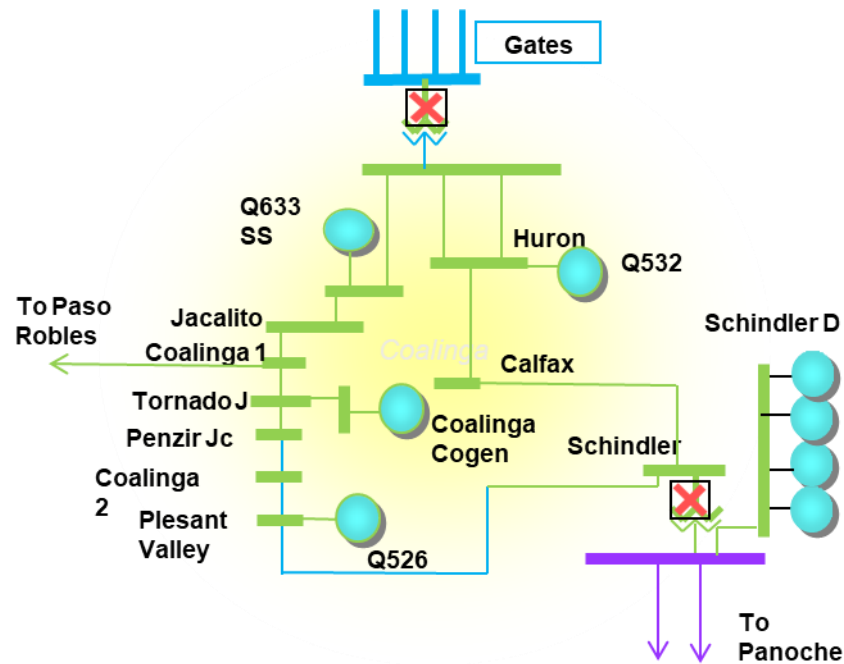 Gates
Q633
SS
Huron
Q532
To Paso
Robles
Jacalito
Schindler D
Coalinga 1
Coalinga
Calfax
Tornado J
Coalinga
Cogen
Penzir Jc
Schindler
Coalinga
2
Plesant
Valley
Q526
To
Panoche